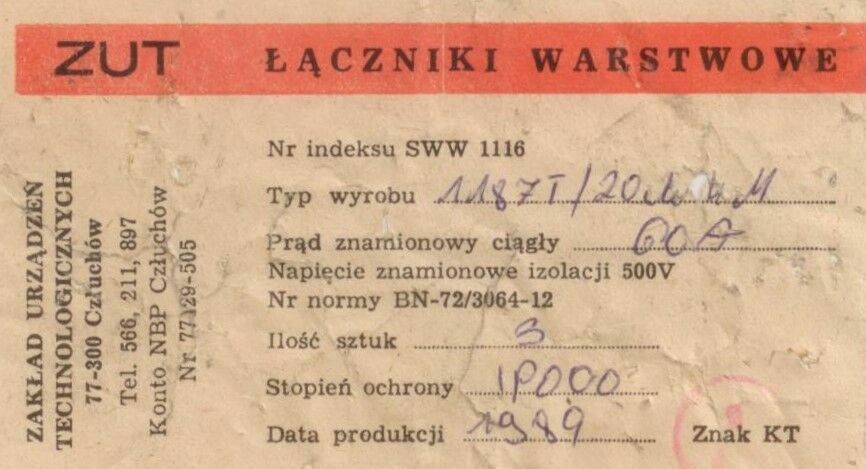 ZUT ŁĄCZNIKI WARSTWOWE
Nr indeksu SWW 1116
Typ wyrobu
Prąd znamionowy ciągły 60A
Napięcie znamionowe izolacji 500V
Nr normy BN-72/3064-12
Ilość sztuk 3
Stopień ochrony IP000
Data produkcji 1989 Znak KT
ZAKŁAD URZĄDZEŃ
TECHNOLOGICZNYCH
77-300 Człuchów
Tel. 566, 211, 897
Konto NBP Człuchów
Nr 77129-505